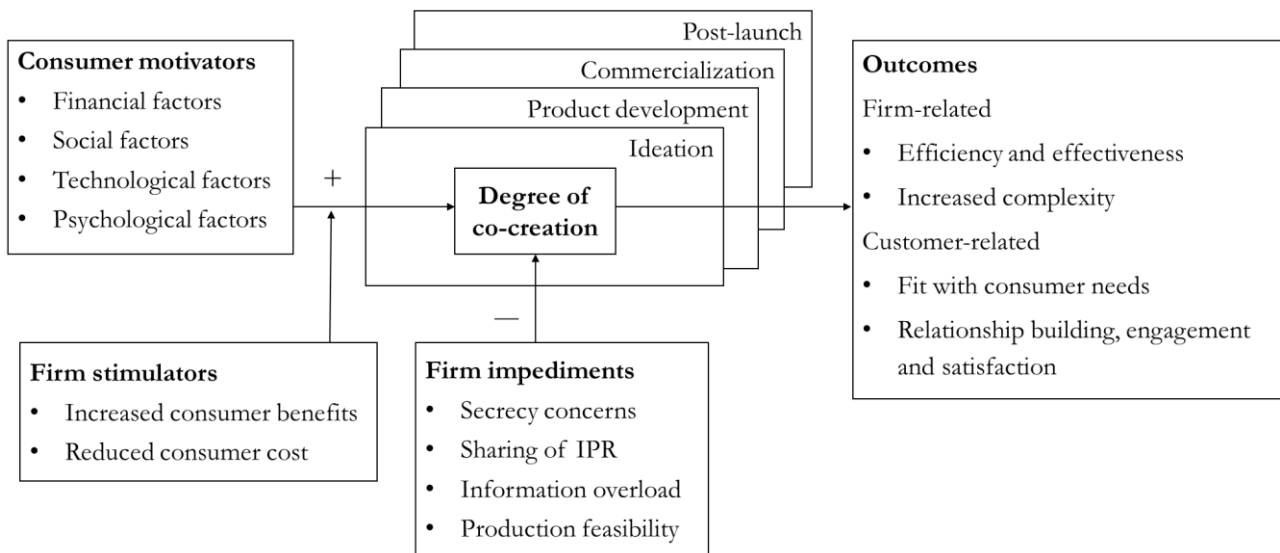 Consumer motivators
• Financial factors
• Social factors
• Technological factors
• Psychological factors
+
Post-launch
Commercialization
Product development
Ideation
Degree of
co-creation
—
Outcomes
Firm-related
• Efficiency and effectiveness
• Increased complexity
Customer-related
• Fit with consumer needs
• Relationship building, engagement
and satisfaction
Firm stimulators
• Increased consumer benefits
• Reduced consumer cost
Firm impediments
• Secrecy concerns
• Sharing of IPR
• Information overload
• Production feasibility